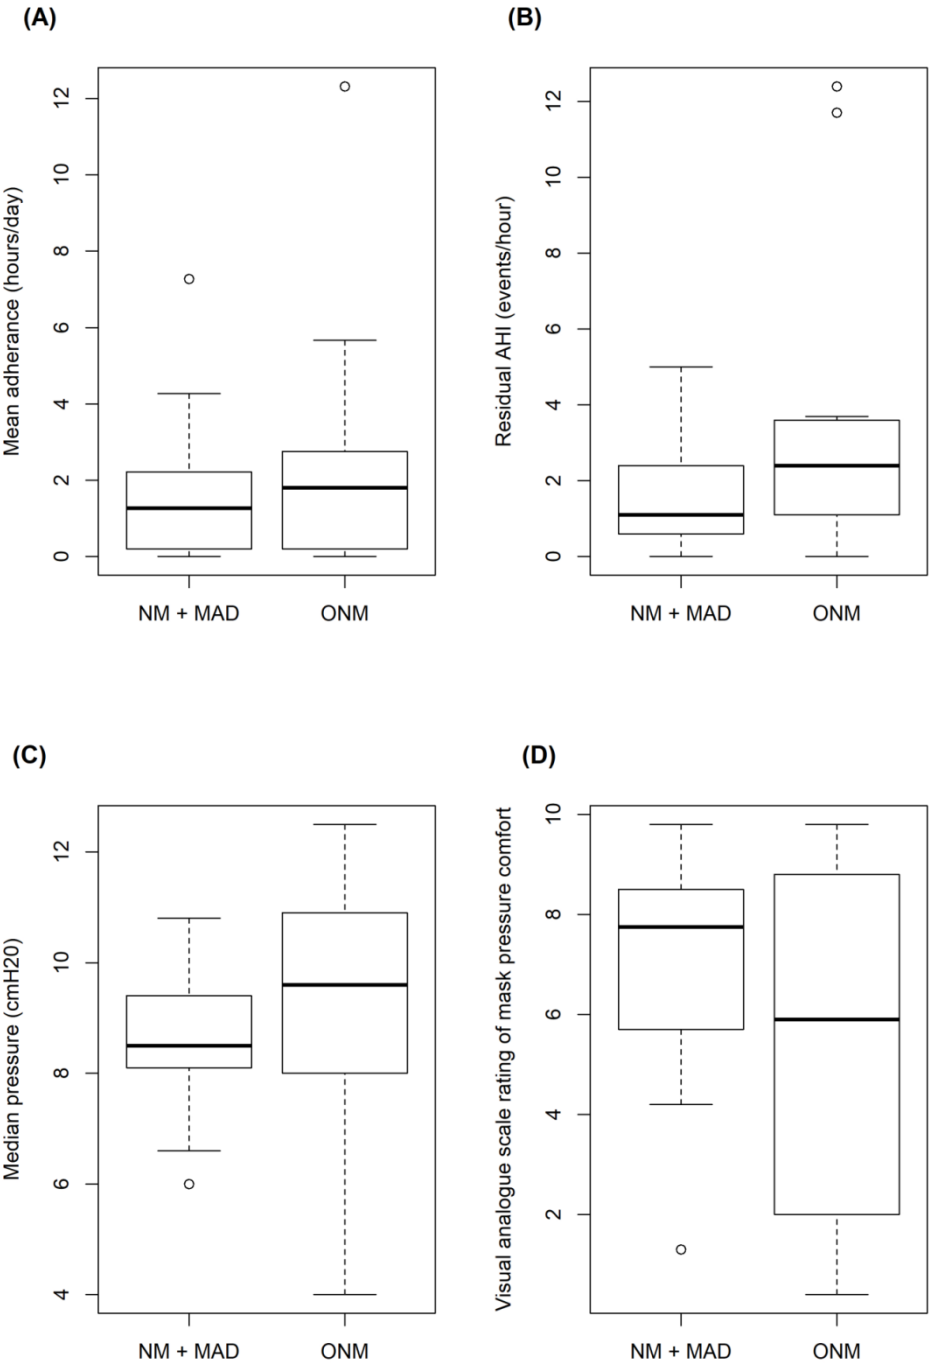 (A)
Mean adherance (hours/day)
12
10
8
6
4
2
0
NM + MAD
ONM
(B)
Residual AHI (events/hour)
12
10
8
6
4
2
0
NM + MAD
ONM
(C)
Median pressure (cmH20)
12
10
8
6
4
NM + MAD
ONM
(D)
Visual analogue scale rating of mask pressure comfort
10
8
6
4
2
NM + MAD
ONM